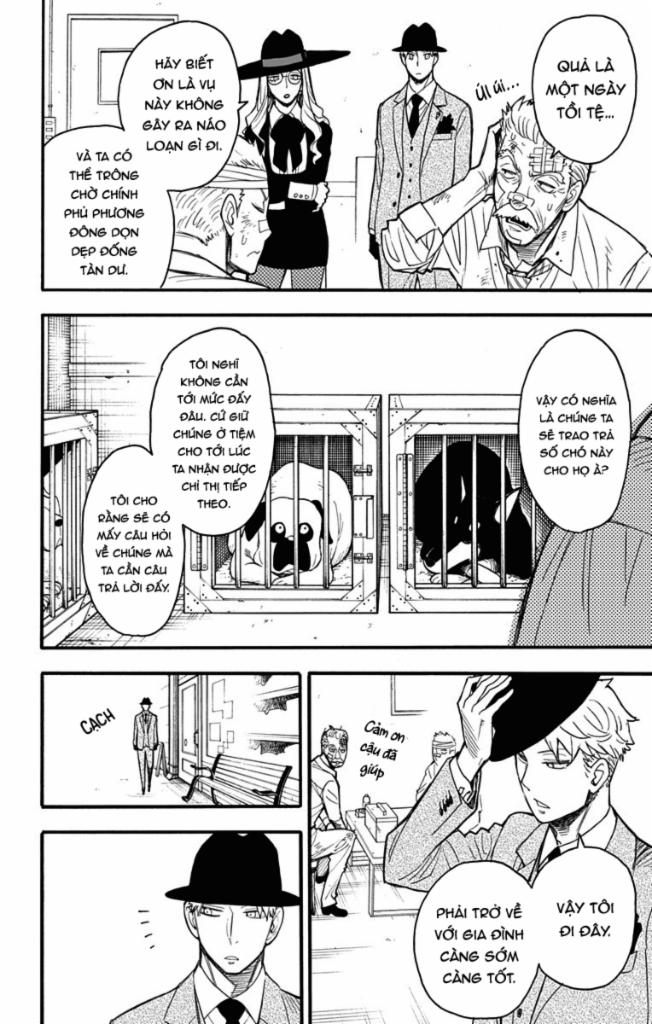 QUẢ LÀ
MỘT NGÀY
TỒI TỆ...
ÚI ÚI...
HÃY BIẾT
ƠN LÀ VỤ
NÀY KHÔNG
GÂY RA NÁO
LOẠN GÌ ĐI.
VÀ TA CÓ
THỂ TRÔNG
CHỜ CHÍNH
PHỦ PHƯƠNG
ĐÔNG DỌN
DẸP ĐỐNG
TÀN DƯ.
VẬY CÓ NGHĨA
LÀ CHÚNG TA
SẼ TRAO TRẢ
SỐ CHÓ NÀY
CHO HỌ À?
TÔI NGHĨ
KHÔNG CẦN
TỚI MỨC ĐẤY
ĐÂU. CỨ GIỮ
CHÚNG Ở TIỆM
CHO TỚI LÚC
TA NHẬN ĐƯỢC
CHỈ THỊ TIẾP
THEO.
TÔI CHO
RẰNG SẼ CÓ
MẤY CÂU HỎI
VỀ CHÚNG MÀ
TA CẦN CÂU
TRẢ LỜI ĐẤY.
Cảm ơn
cậu đã
giúp
VẬY TÔI
ĐI ĐÂY.
PHẢI TRỞ VỀ
VỚI GIA ĐÌNH
CÀNG SỚM
CÀNG TỐT.
CẠCH